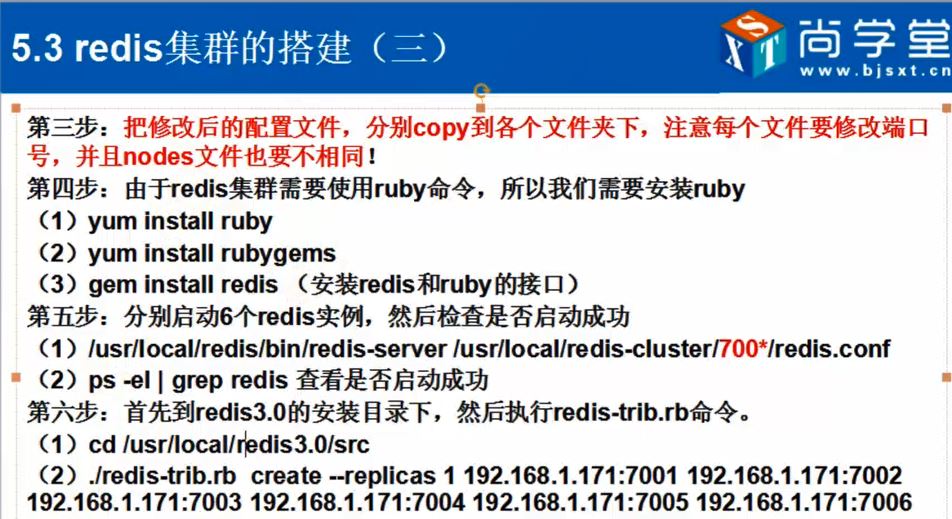 5.3 redis集群的搭建（三）
XST
尚学堂
www.bjsxt.cn
第三步：把修改后的配置文件，分别copy到各个文件夹下，注意每个文件要修改端口
号，并且nodes文件也要不相同！
第四步：由于redis集群需要使用ruby命令，所以我们需要安装ruby
（1）yum install ruby
（2）yum install rubygems
（3）gem install redis （安装redis和ruby的接口）
第五步：分别启动6个redis实例，然后检查是否启动成功
（1）/usr/local/redis/bin/redis-server /usr/local/redis-cluster/700*/redis.conf
（2）ps -el | grep redis 查看是否启动成功
第六步：首先到redis3.0的安装目录下，然后执行redis-trib.rb命令。
（1）cd /usr/local/redis3.0/src
（2）./redis-trib.rb  create --replicas 1 192.168.1.171:7001 192.168.1.171:7002
192.168.1.171:7003 192.168.1.171:7004 192.168.1.171:7005 192.168.1.171:7006